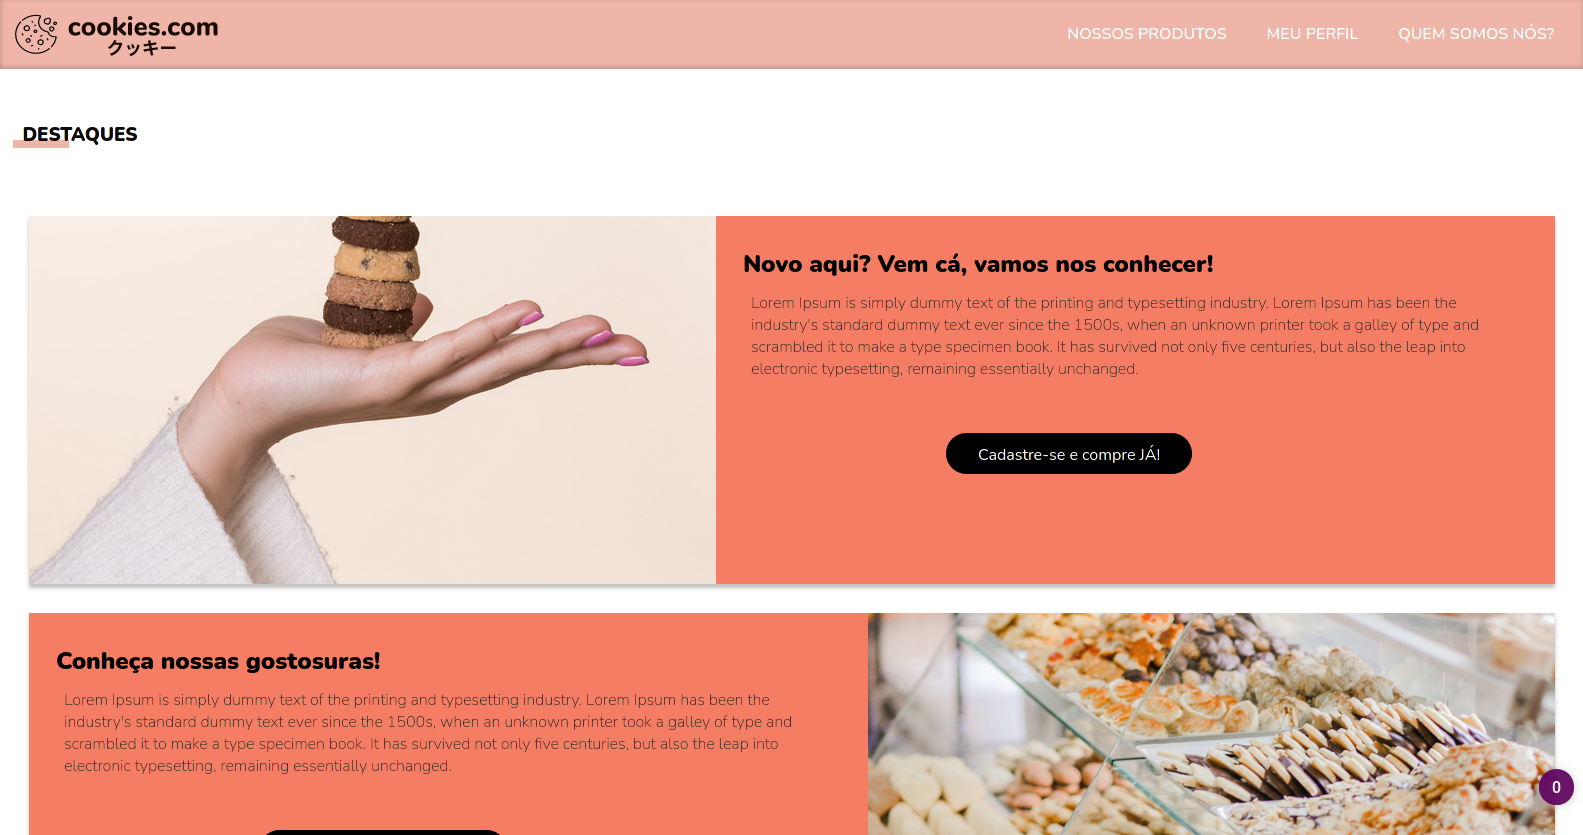 cookies.com
クッキー
NOSSOS PRODUTOS
MEU PERFIL
QUEM SOMOS NÓS?
DESTAQUES
Novo aqui? Vem cá, vamos nos conhecer!
Lorem Ipsum is simply dummy text of the printing and typesetting industry. Lorem Ipsum has been the
industry's standard dummy text ever since the 1500s, when an unknown printer took a galley of type and
scrambled it to make a type specimen book. It has survived not only five centuries, but also the leap into
electronic typesetting, remaining essentially unchanged.
Cadastre-se e compre JÁ!
Conheça nossas gostosuras!
Lorem Ipsum is simply dummy text of the printing and typesetting industry. Lorem Ipsum has been the
industry's standard dummy text ever since the 1500s, when an unknown printer took a galley of type and
scrambled it to make a type specimen book. It has survived not only five centuries, but also the leap into
electronic typesetting, remaining essentially unchanged.
0